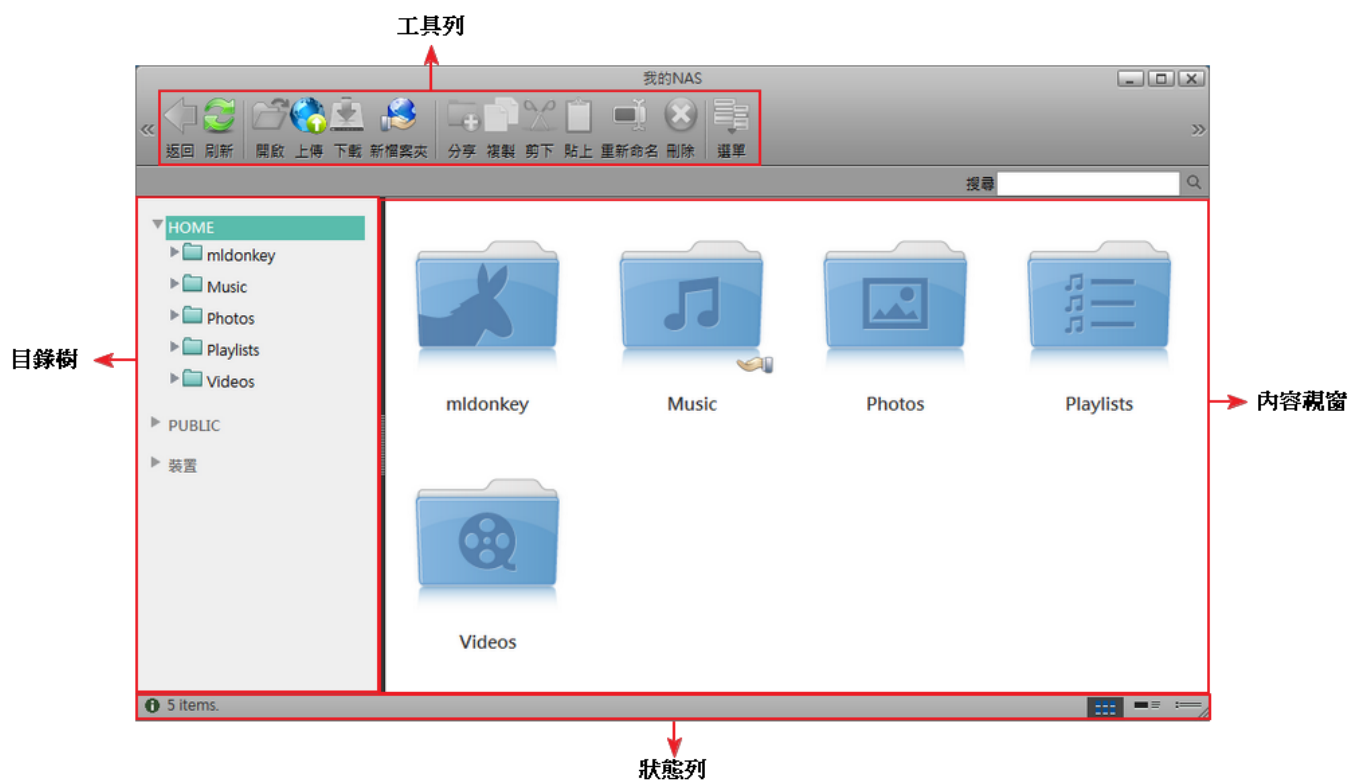 工具列
我的NAS
返回 刷新 開啟 上傳 下載 新檔案夾 分享 複製 剪下 貼上 重新命名 刪除 選單
搜尋
HOME
mldonkey
Music
Photos
Playlists
Videos
PUBLIC
裝置
目錄樹
mldonkey Music Photos Playlists
Videos
內容視窗
5 items.
狀態列